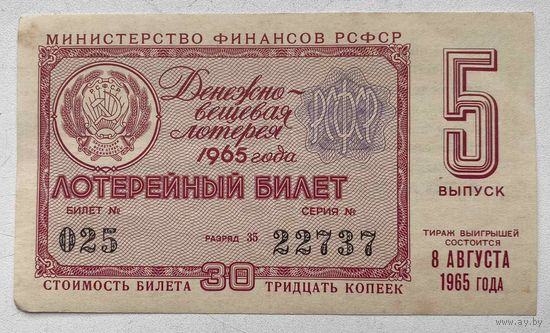 МИНИСТЕРСТВО ФИНАНСОВ РСФСР
РСФСР
Денежно-
вещевая
лотерея
1965 года
РСФСР
ЛОТЕРЕЙНЫЙ БИЛЕТ
БИЛЕТ №
СЕРИЯ №
025
РАЗРЯД 35
22737
СТОИМОСТЬ БИЛЕТА 30 ТРИДЦАТЬ КОПЕЕК
5
ВЫПУСК
ТИРАЖ ВЫИГРЫШЕЙ
СОСТОИТСЯ
8 АВГУСТА
1965 ГОДА
www.ay.by